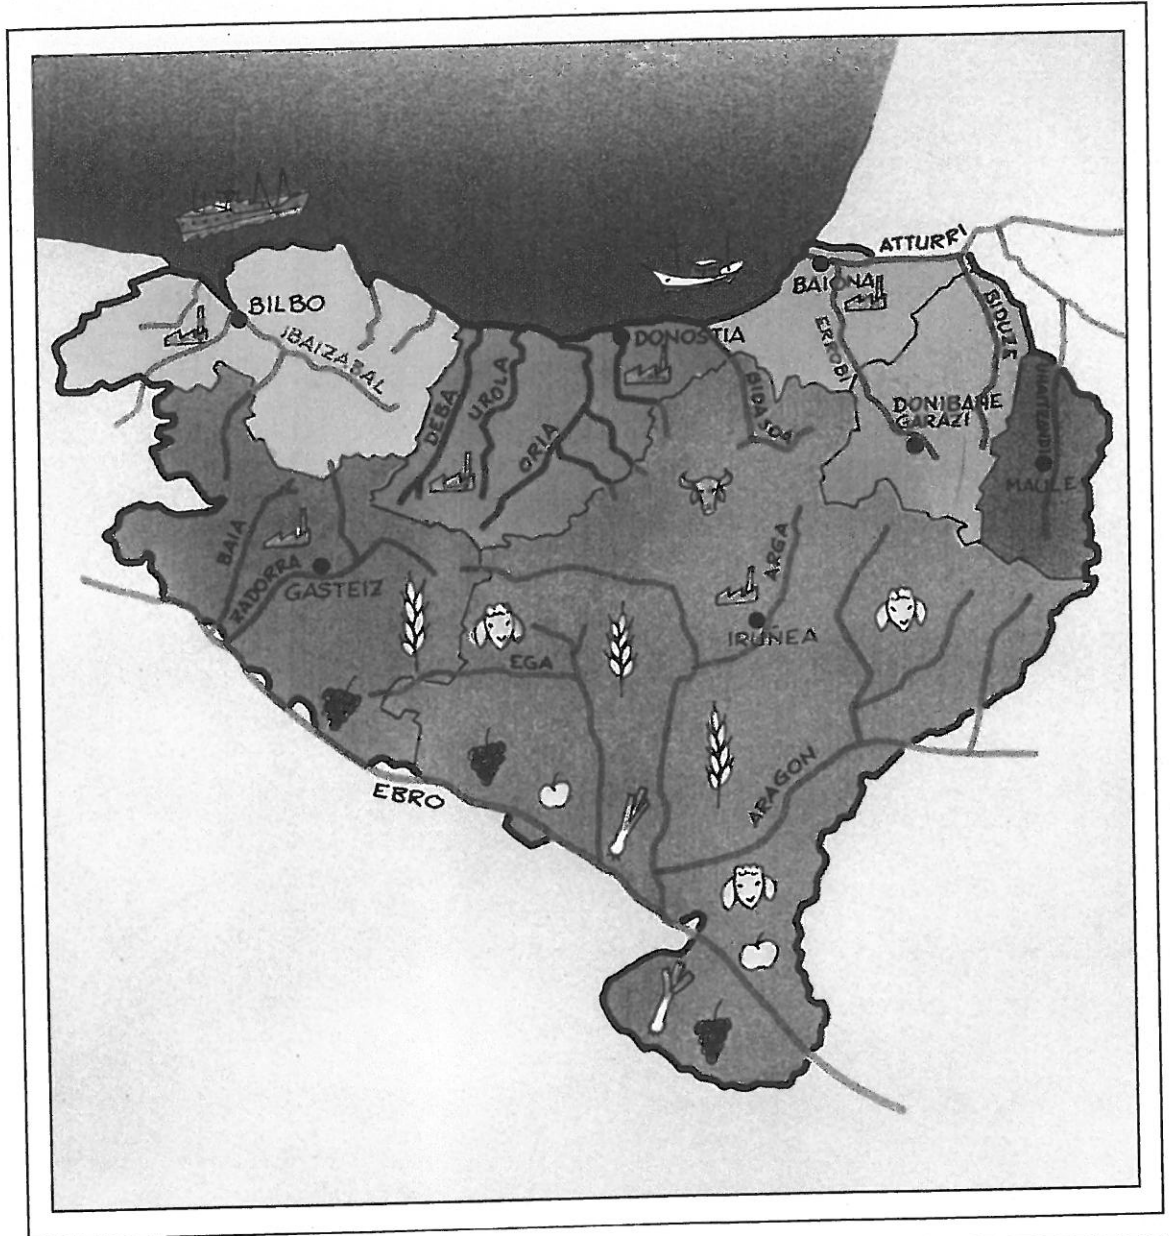 ATTURRI
BAIONA
BILBO
IBAIZABAL
DONOSTIA
BIDUZE
ERROBI
DEBA
UROLA
ORIA
BIDASOA
DONIBANE
GARAZI
MAULE
BAIA
ZADORRA
GASTEIZ
ARGA
IRUÑEA
EGA
ARAGON
EBRO